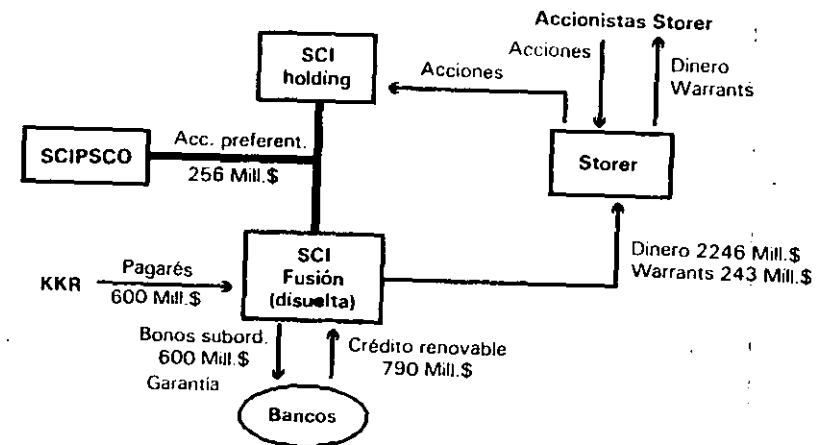 Accionistas Storer
SCI
holding
Acciones
Acciones
Dinero
Warrants
SCIPSCO
Acc. preferent.
256 Mill.$
Storer
SCI
Fusión
(disuelta)
KKR
Pagarés
600 Mill.$
Dinero 2246 Mill.$
Warrants 243 Mill.$
Bonos subord.
600 Mill.$
Garantía
Crédito renovable
790 Mill.$
Bancos